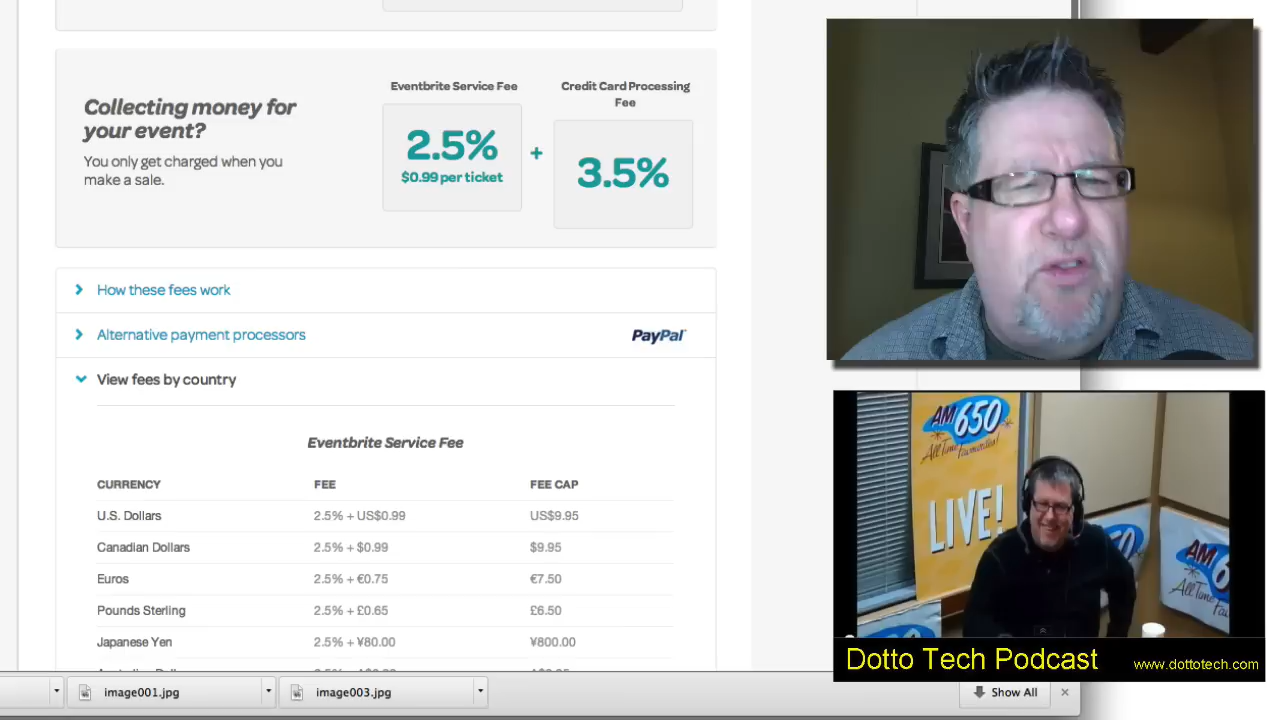 Collecting money for
your event?
You only get charged when you
make a sale.
Eventbrite Service Fee
2.5%
$0.99 per ticket
+
Credit Card Processing
Fee
3.5%
How these fees work
Alternative payment processors
PayPal
View fees by country
Eventbrite Service Fee
CURRENCY FEE FEE CAP
U.S. Dollars 2.5% + US$0.99 US$9.95
Canadian Dollars 2.5% + $0.99 $9.95
Euros 2.5% + €0.75 €7.50
Pounds Sterling 2.5% + £0.65 £6.50
Japanese Yen 2.5% + ¥80.00 ¥800.00
image001.jpg
image003.jpg
Show All
AM 650
All Time Favourites!
LIVE!
Dotto Tech Podcast
www.dottotech.com